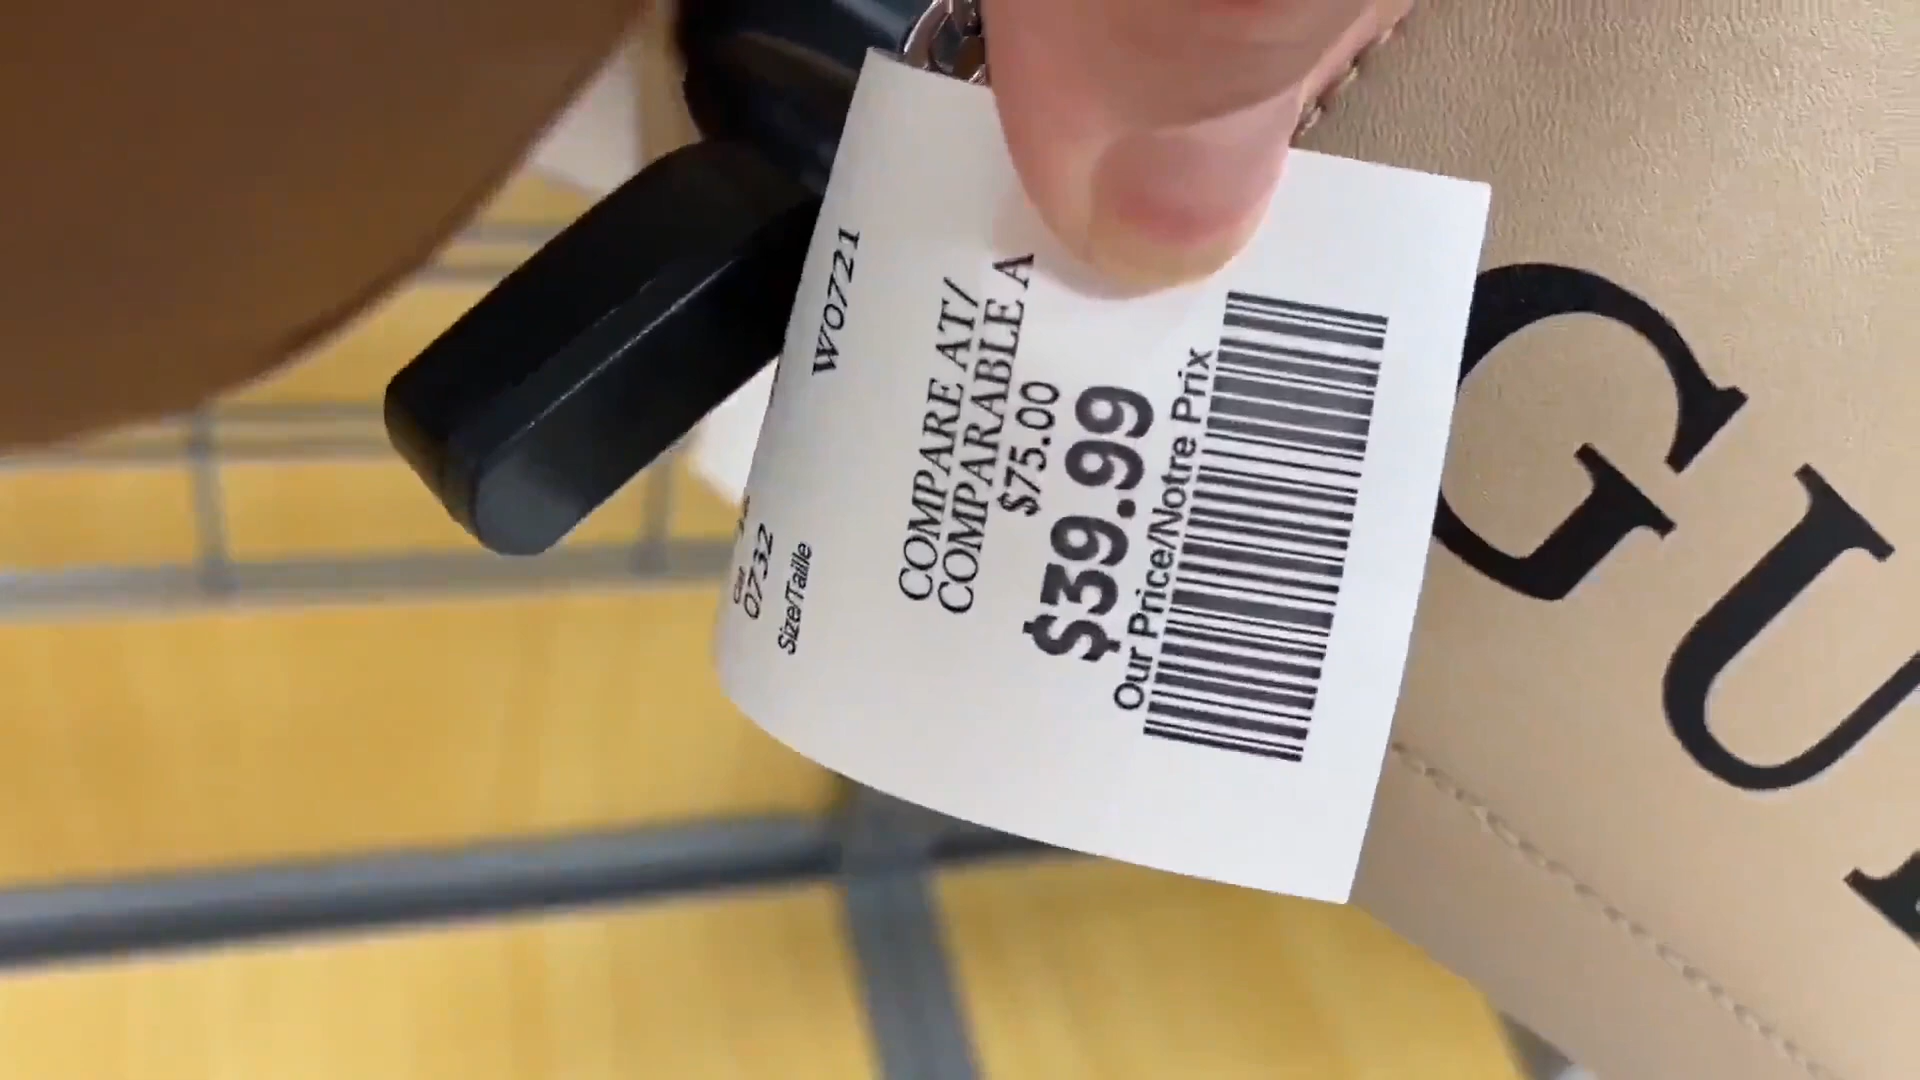 W0721
0732
Size/Taille
COMPARE AT/
COMPARABLE A
$75.00
$39.99
Our Price/Notre Prix
GU